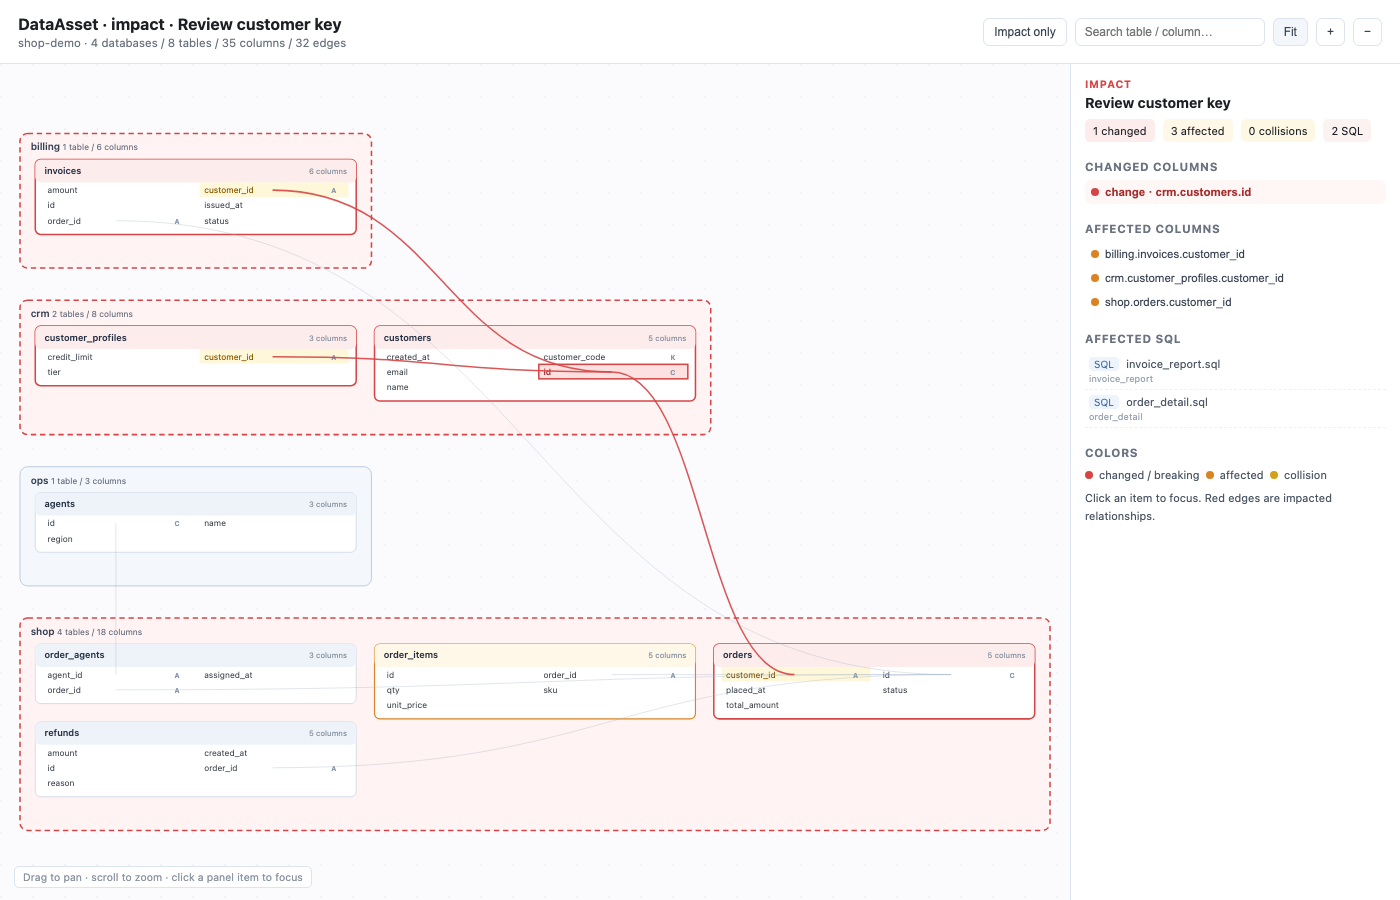 DataAsset · impact · Review customer key
shop-demo · 4 databases / 8 tables / 35 columns / 32 edges
Impact only
Search table / column...
Fit
+
−
billing 1 table / 6 columns
invoices 6 columns
amount customer_id A
id issued_at
order_id A status
crm 2 tables / 8 columns
customer_profiles 3 columns
credit_limit customer_id A
tier
customers 5 columns
created_at customer_code K
email id C
name
ops 1 table / 3 columns
agents 3 columns
id C name
region
shop 4 tables / 18 columns
order_agents 3 columns
agent_id A assigned_at
order_id A
order_items 5 columns
id order_id A
qty sku
unit_price
orders 5 columns
customer_id A id C
placed_at status
total_amount
refunds 5 columns
amount created_at
id order_id A
reason
Drag to pan · scroll to zoom · click a panel item to focus
IMPACT
Review customer key
1 changed 3 affected 0 collisions 2 SQL
CHANGED COLUMNS
change · crm.customers.id
AFFECTED COLUMNS
billing.invoices.customer_id
crm.customer_profiles.customer_id
shop.orders.customer_id
AFFECTED SQL
SQL invoice_report.sql
invoice_report
SQL order_detail.sql
order_detail
COLORS
changed / breaking affected collision
Click an item to focus. Red edges are impacted
relationships.